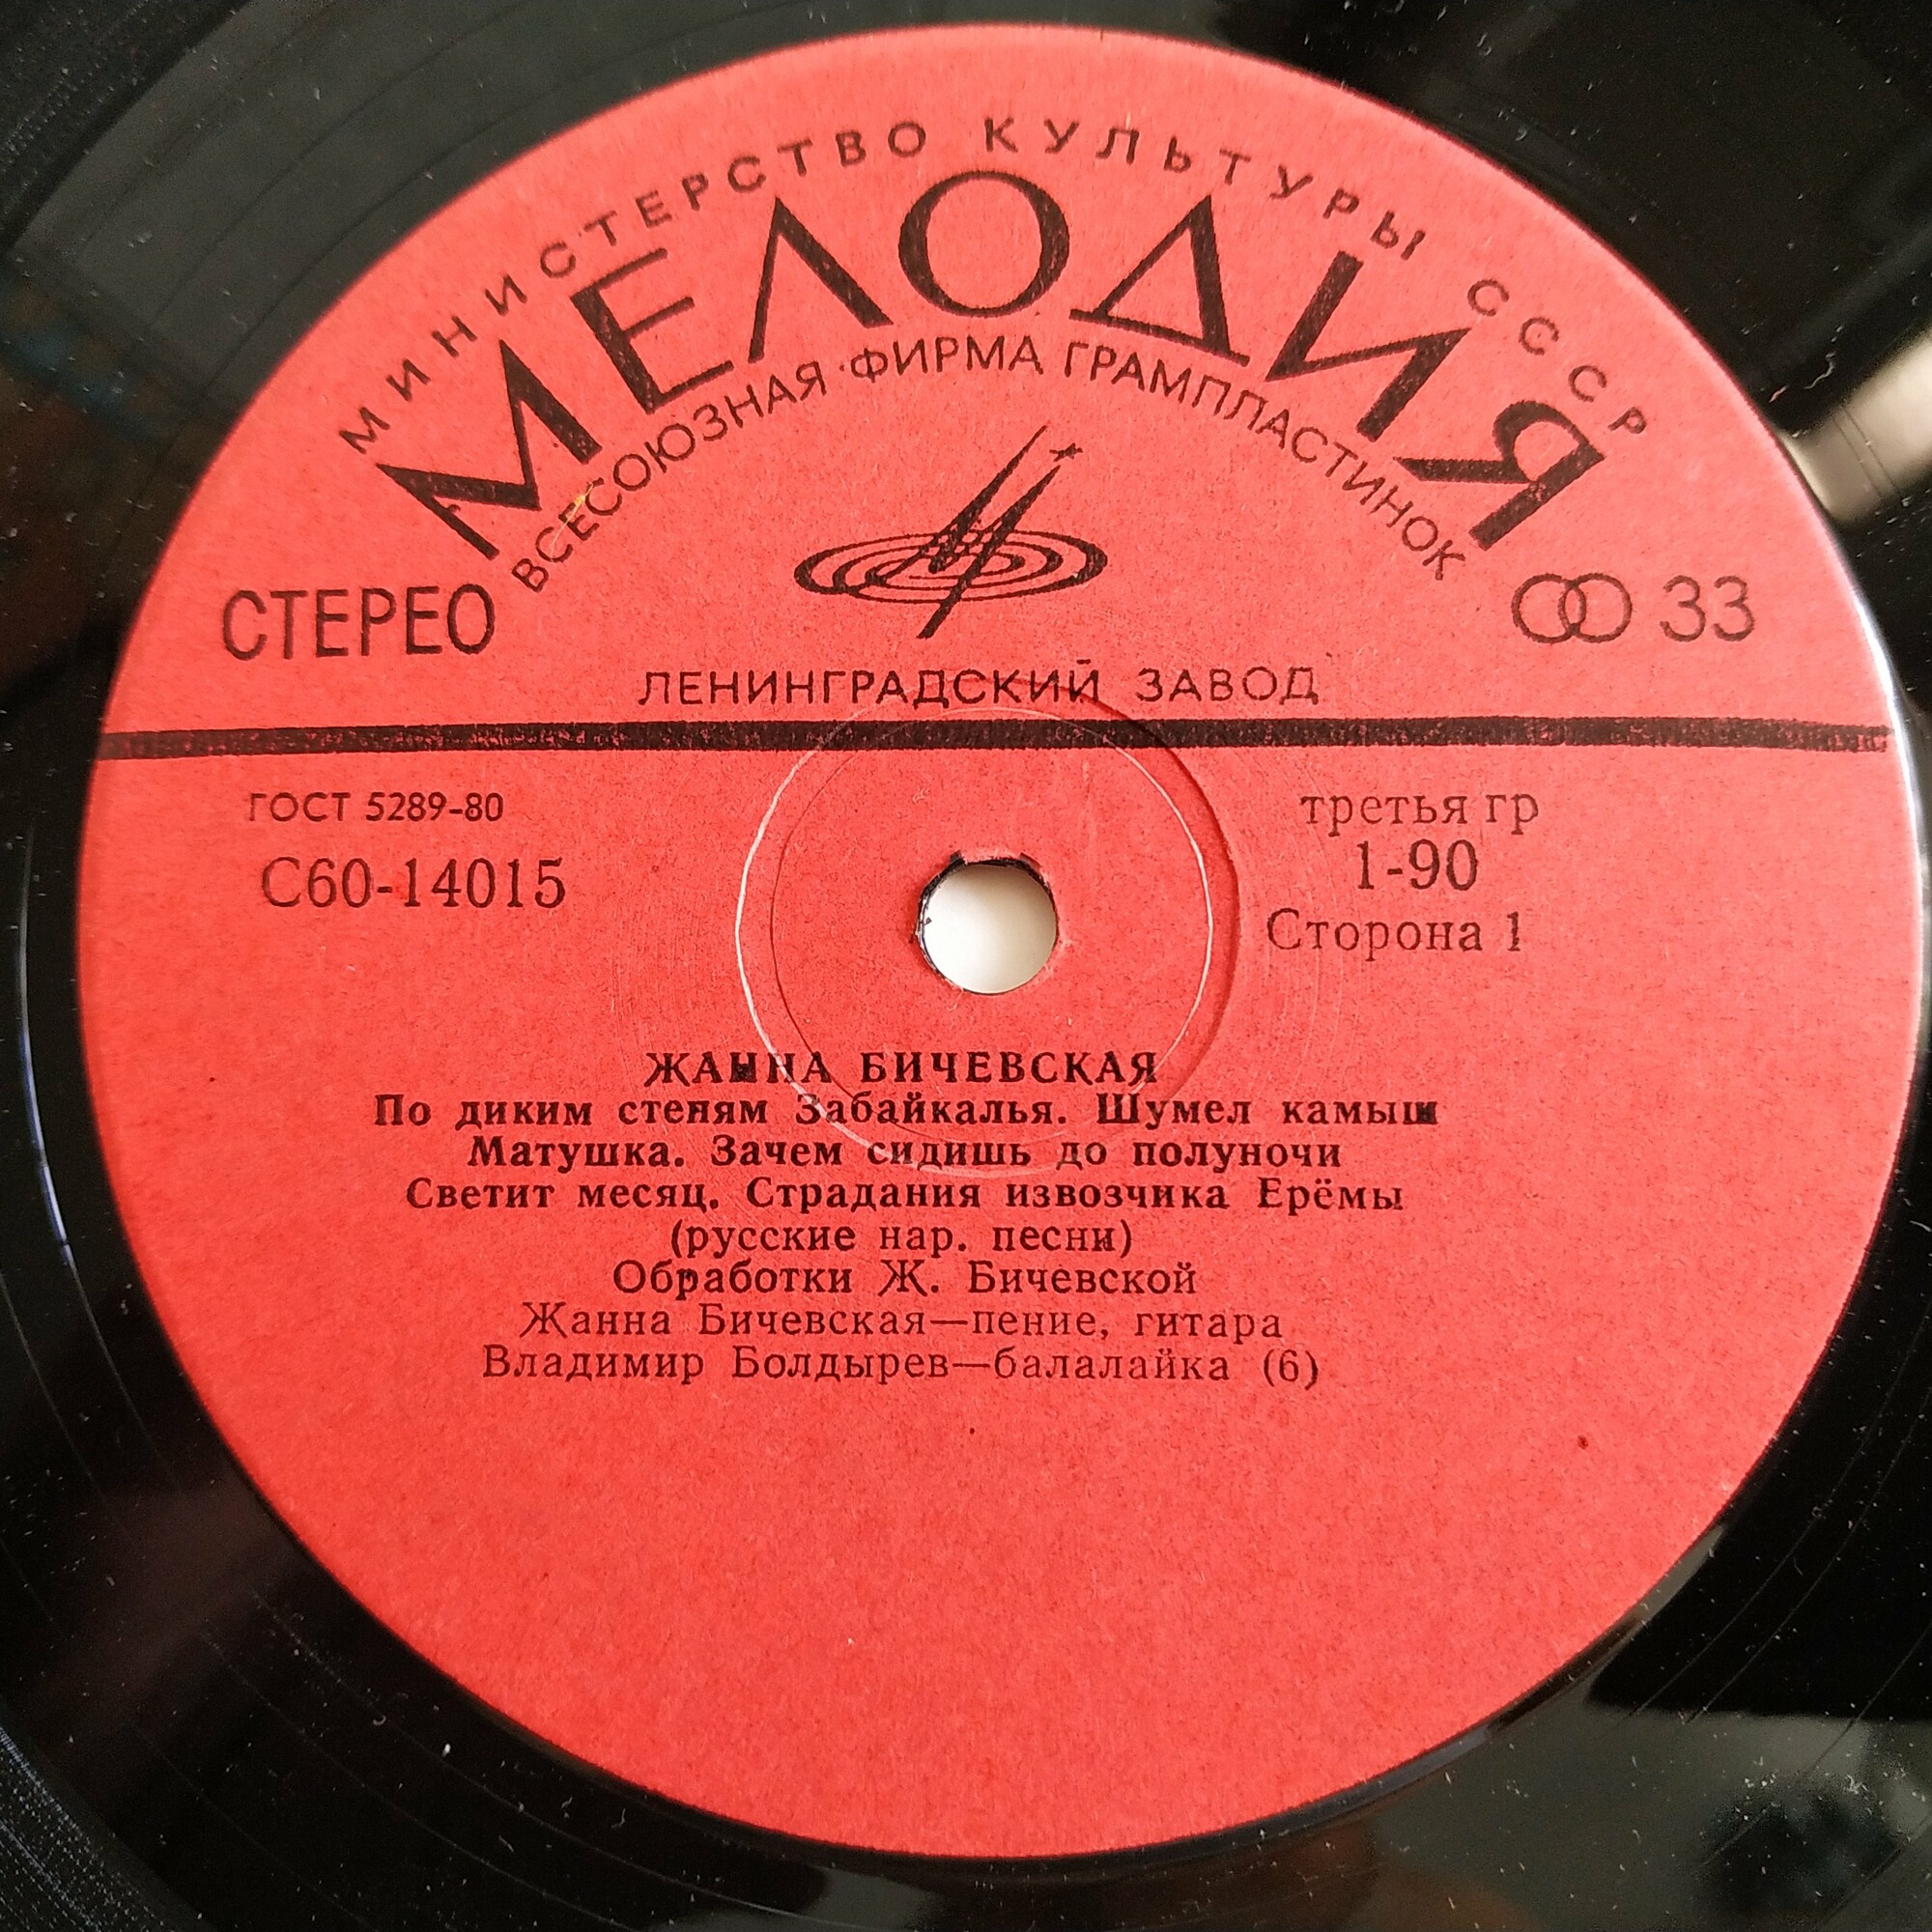 МИНИСТЕРСТВО КУЛЬТУРЫ СССР
МЕЛОДИЯ
ВСЕСОЮЗНАЯ ФИРМА ГРАМПЛАСТИНОК
СТЕРЕО
33
ЛЕНИНГРАДСКИЙ ЗАВОД
ГОСТ 5289-80
С60-14015
третья гр
1-90
Сторона 1
ЖАННА БИЧЕВСКАЯ
По диким степям Забайкалья. Шумел камыш
Матушка. Зачем сидишь до полуночи
Светит месяц. Страдания извозчика Ерёмы
(русские нар. песни)
Обработки Ж. Бичевской
Жанна Бичевская—пение, гитара
Владимир Болдырев—балалайка (6)